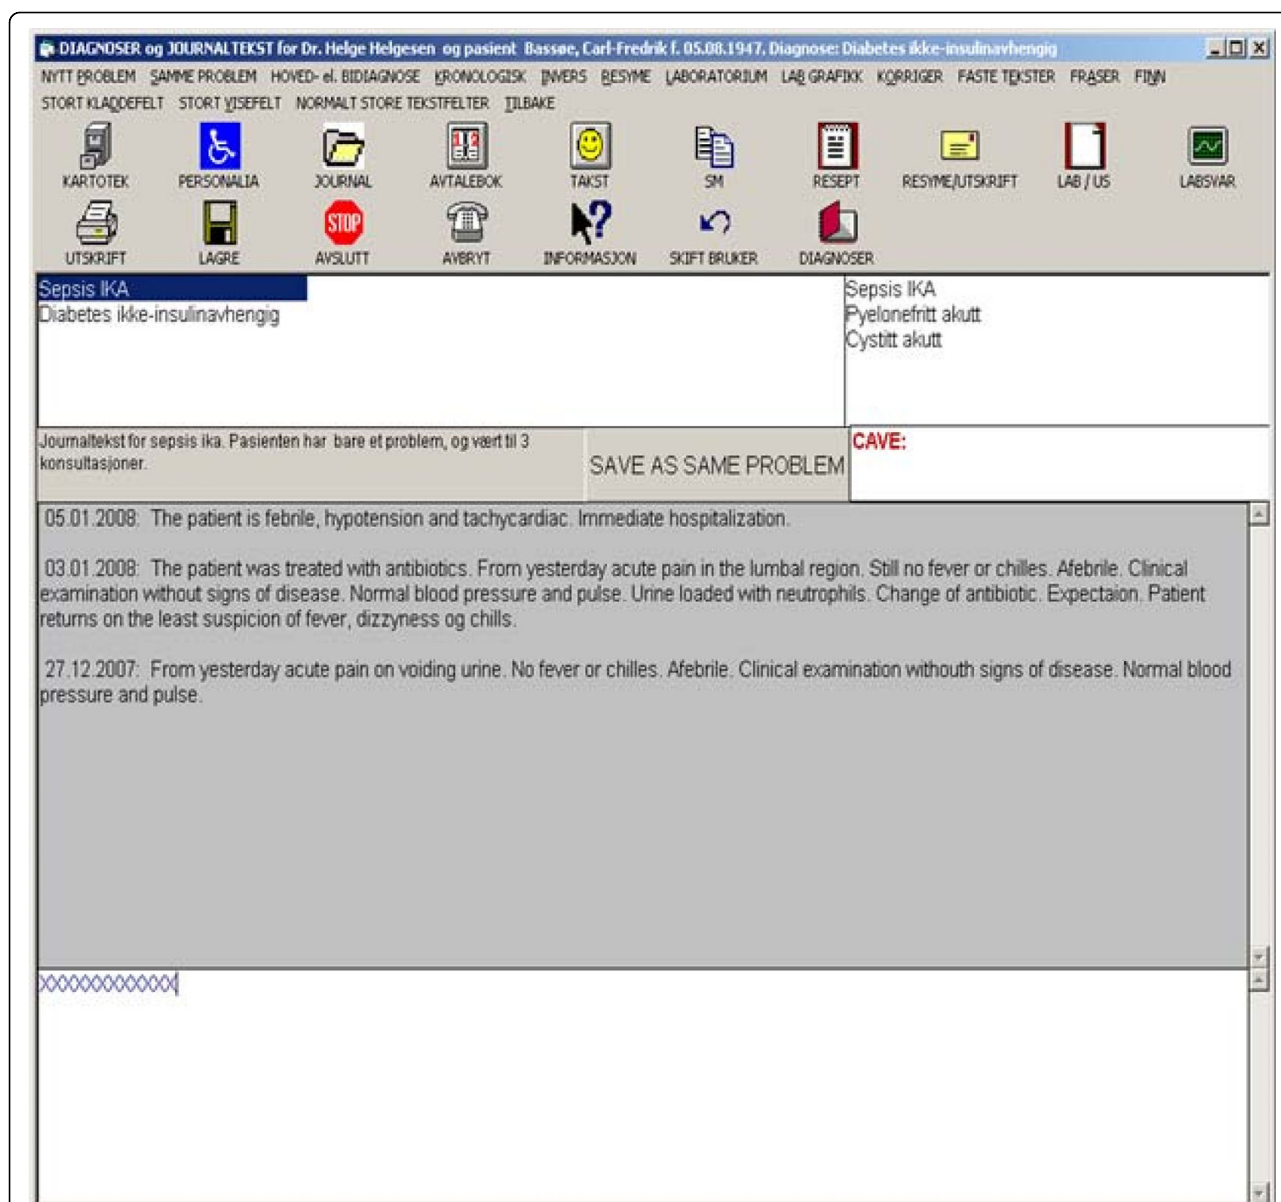 DIAGNOSER og JOURNALTEKST for Dr. Helge Helgesen og pasient Bassøe, Carl-Fredrik f. 05.08.1947, Diagnose: Diabetes ikke-insulinavhengig
NYTT PROBLEM SAMME PROBLEM HOVED- el. BIDIAGNOSE KRONOLOGISK INVERS RESYME LABORATORIUM LAB GRAFIKK KORRIGER FASTE TEKSTER FRASER FINN
STORT KLADDEFELT STORT VISEFELT NORMALT STORE TEKSTFELTER TILBAKE
KARTOTEK PERSONALIA JOURNAL AVTALEBOK TAKST SM RESEPT RESYME/UTSKRIFT LAB / US LABSVAR
STOP
UTSKRIFT LAGRE AVSLUTT AVBRYT INFORMASJON SKIFT BRUKER DIAGNOSER
Sepsis IKA
Diabetes ikke-insulinavhengig
Sepsis IKA
Pyelonefritt akutt
Cystitt akutt
Journaltekst for sepsis ika. Pasienten har bare et problem, og vært til 3
konsultasjoner.
SAVE AS SAME PROBLEM
CAVE:
05.01.2008: The patient is febrile, hypotension and tachycardiac. Immediate hospitalization.
03.01.2008: The patient was treated with antibiotics. From yesterday acute pain in the lumbal region. Still no fever or chilles. Afebrile. Clinical
examination without signs of disease. Normal blood pressure and pulse. Urine loaded with neutrophils. Change of antibiotic. Expectaion. Patient
returns on the least suspicion of fever, dizzyness og chills.
27.12.2007: From yesterday acute pain on voiding urine. No fever or chilles. Afebrile. Clinical examination withouth signs of disease. Normal blood
pressure and pulse.
XXXXXXXXXXXXX